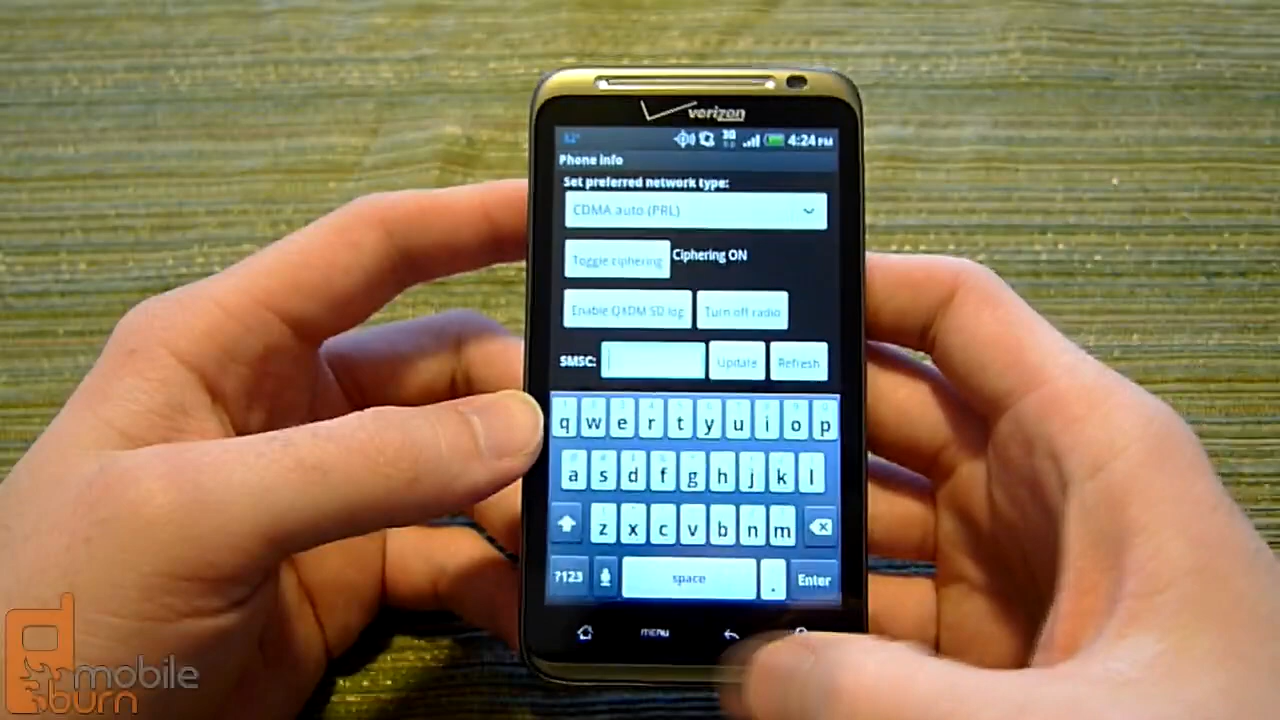 verizon
3G
4:24 PM
Phone info
Set preferred network type:
CDMA auto (PRL)
Toggle ciphering Ciphering ON
Enable QXDM SD log Turn off radio
SMSC: Update Refresh
q w e r t y u i o p
a s d f g h j k l
z x c v b n m
?123 space . Enter
MENU
mobile
burn